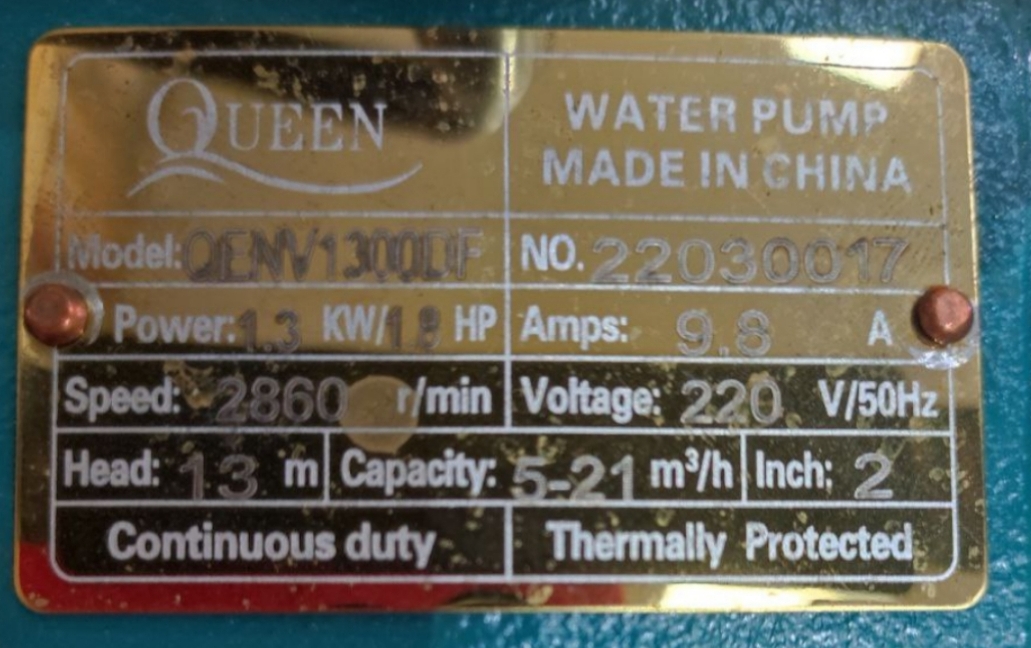 QUEEN
WATER PUMP
MADE IN CHINA
Model: QENV1300DF
NO. 22030017
Power: 1.3 KW/1.8 HP
Amps: 9.8 A
Speed: 2860 r/min
Voltage: 220 V/50Hz
Head: 13 m
Capacity: 5-21 m³/h
Inch: 2
Continuous duty
Thermally Protected